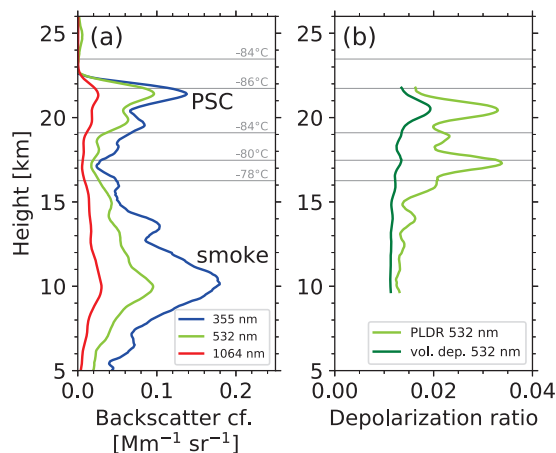 25
20
15
10
5
Height [km]
(a)
-84°C
-86°C
PSC
-84°C
-80°C
-78°C
smoke
355 nm
532 nm
1064 nm
0.0 0.1 0.2
Backscatter cf.
[Mm⁻¹ sr⁻¹]
(b)
25
20
15
10
5
PLDR 532 nm
vol. dep. 532 nm
0.00 0.02 0.04
Depolarization ratio